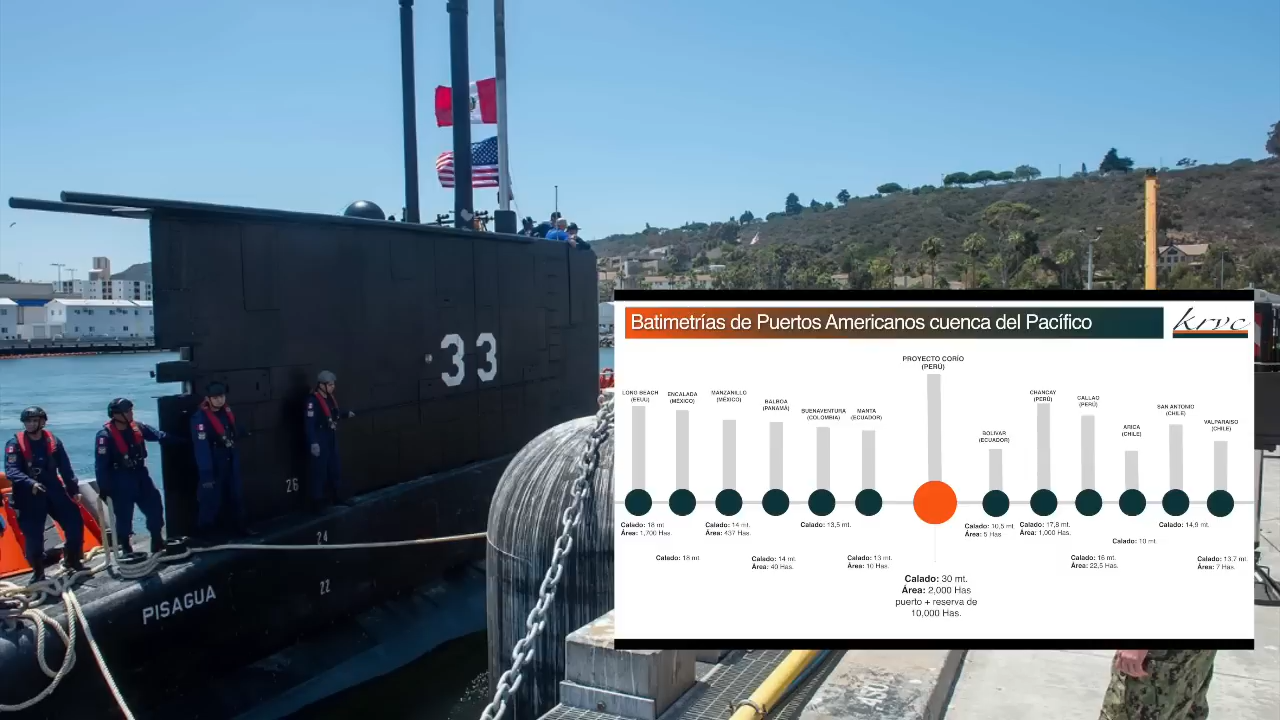 33
26
24
22
PISAGUA
Batimetrías de Puertos Americanos cuenca del Pacífico
krvc
PROYECTO CORÍO
(PERÚ)
LONG BEACH
(EEUU)
ENCALADA
(MÉXICO)
MANZANILLO
(MÉXICO)
BALBOA
(PANAMÁ)
BUENAVENTURA
(COLOMBIA)
MANTA
(ECUADOR)
BOLIVAR
(ECUADOR)
CHANCAY
(PERÚ)
CALLAO
(PERÚ)
ARICA
(CHILE)
SAN ANTONIO
(CHILE)
VALPARAISO
(CHILE)
Calado: 18 mt.
Área: 1,700 Has.
Calado: 18 mt.
Calado: 14 mt.
Área: 437 Has.
Calado: 14 mt.
Área: 40 Has.
Calado: 13,5 mt.
Calado: 13 mt.
Área: 10 Has.
Calado: 30 mt.
Área: 2,000 Has
puerto + reserva de
10,000 Has.
Calado: 10,5 mt.
Área: 5 Has.
Calado: 17,8 mt.
Área: 1,000 Has.
Calado: 16 mt.
Área: 22,5 Has.
Calado: 10 mt.
Calado: 14,9 mt.
Calado: 13,7 mt.
Área: 7 Has.